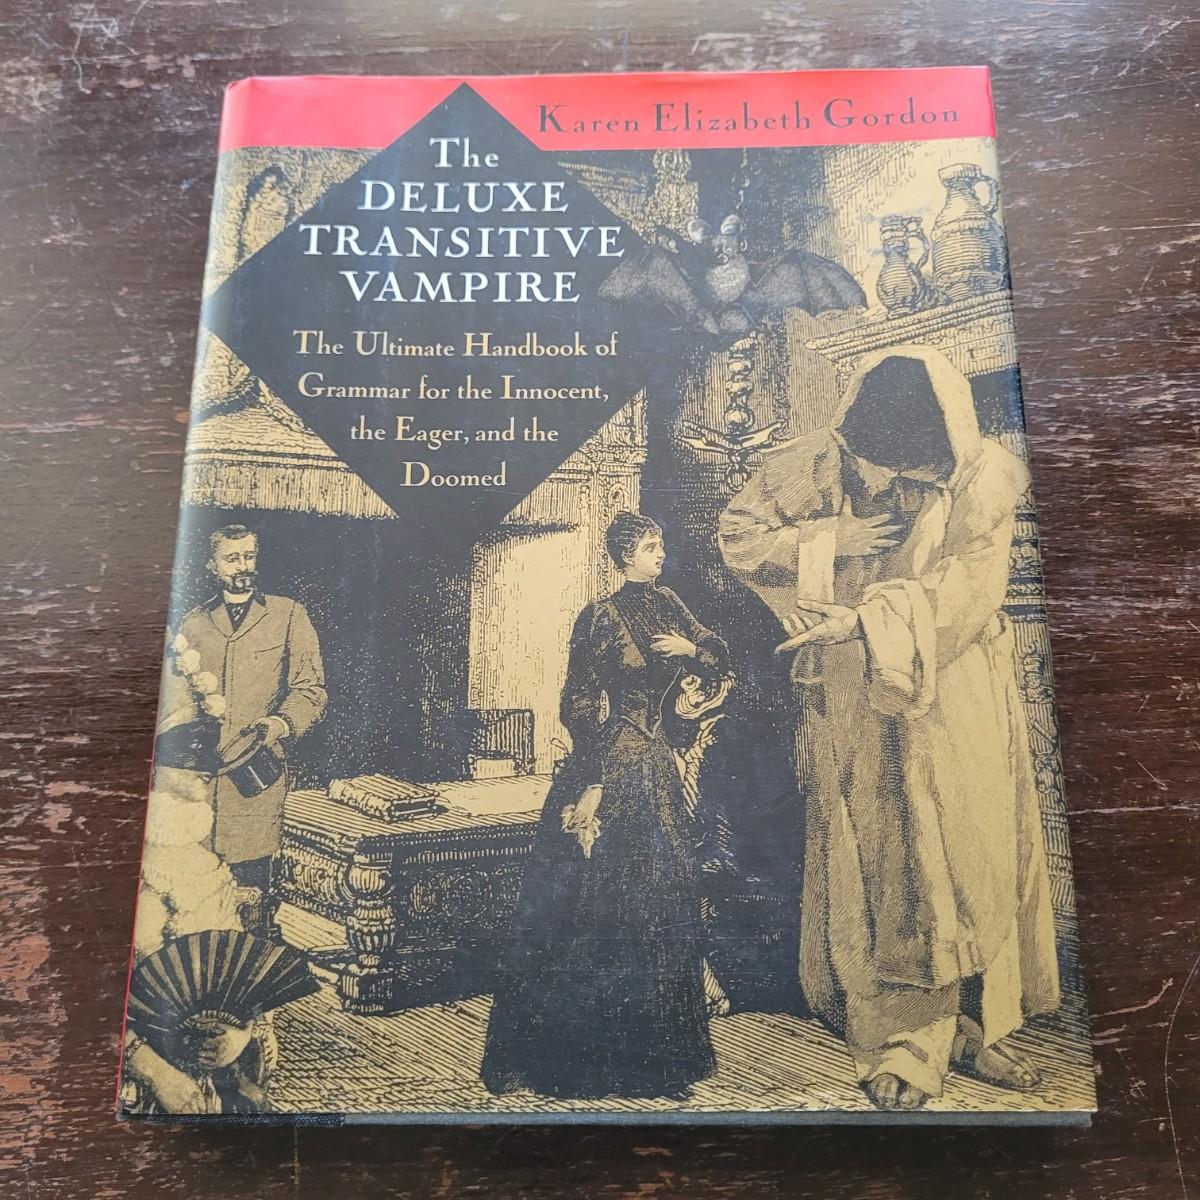 Karen Elizabeth Gordon
The
DELUXE
TRANSITIVE
VAMPIRE
The Ultimate Handbook of
Grammar for the Innocent,
the Eager, and the
Doomed